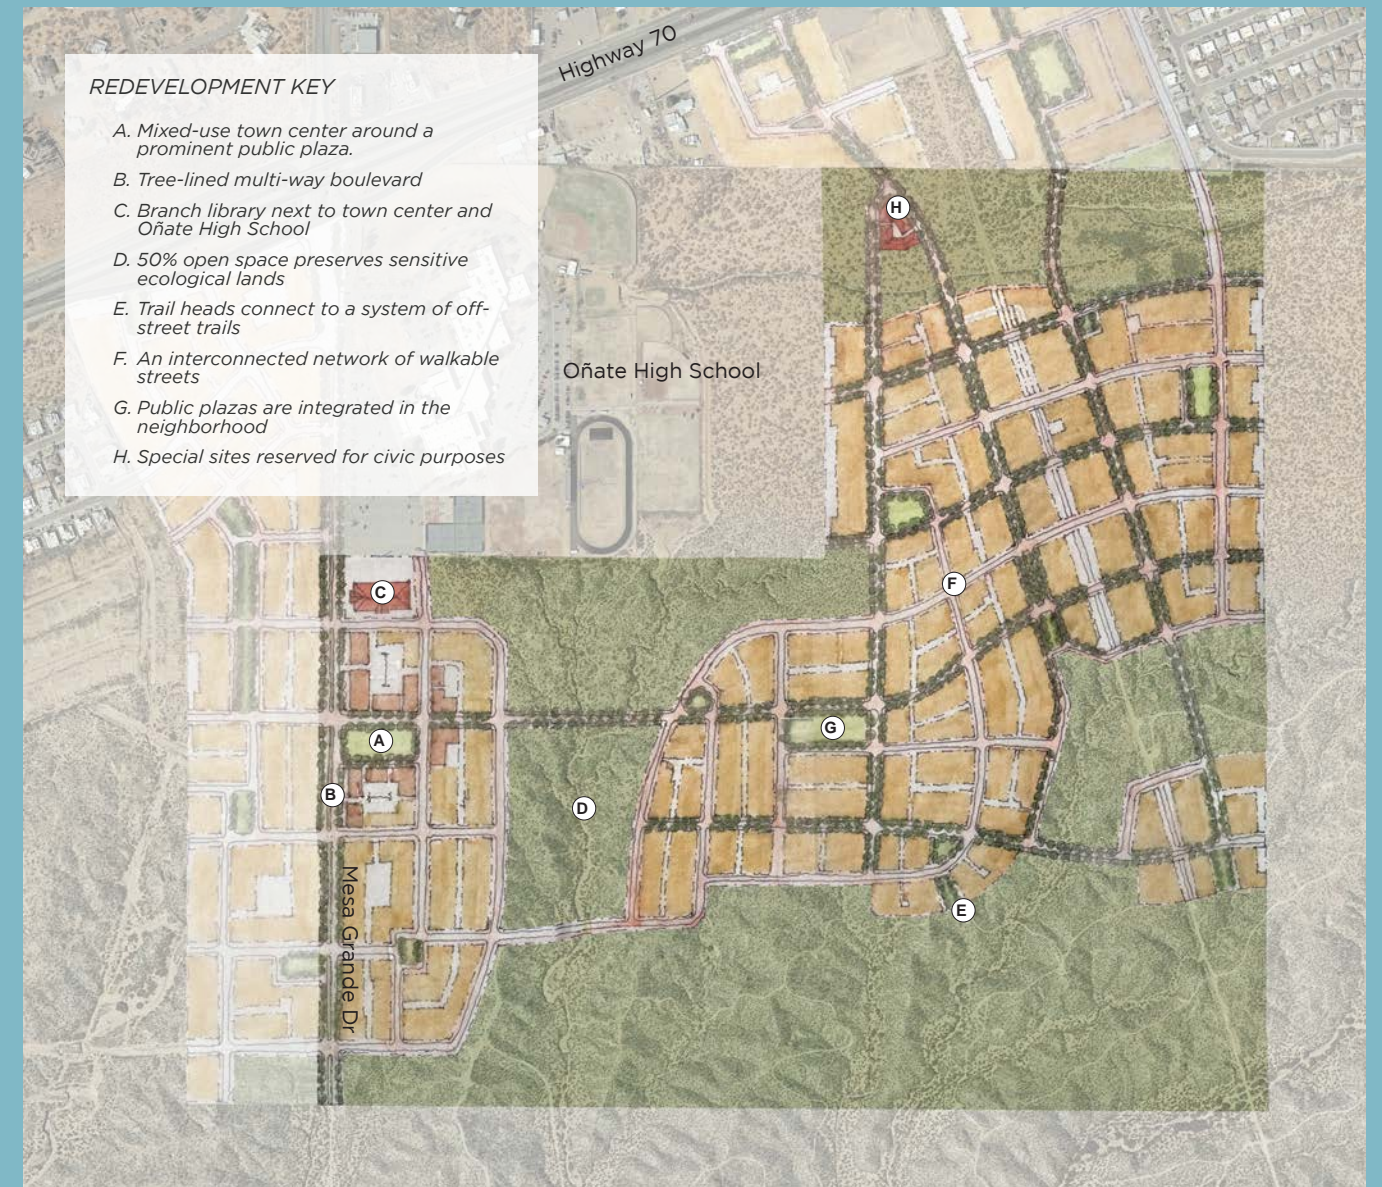 Highway 70
REDEVELOPMENT KEY
A. Mixed-use town center around a
prominent public plaza.
B. Tree-lined multi-way boulevard
C. Branch library next to town center and
Oñate High School
D. 50% open space preserves sensitive
ecological lands
E. Trail heads connect to a system of off-
street trails
F. An interconnected network of walkable
streets
G. Public plazas are integrated in the
neighborhood
H. Special sites reserved for civic purposes
H
Oñate High School
C
F
A
G
B
D
Mesa Grande Dr
E